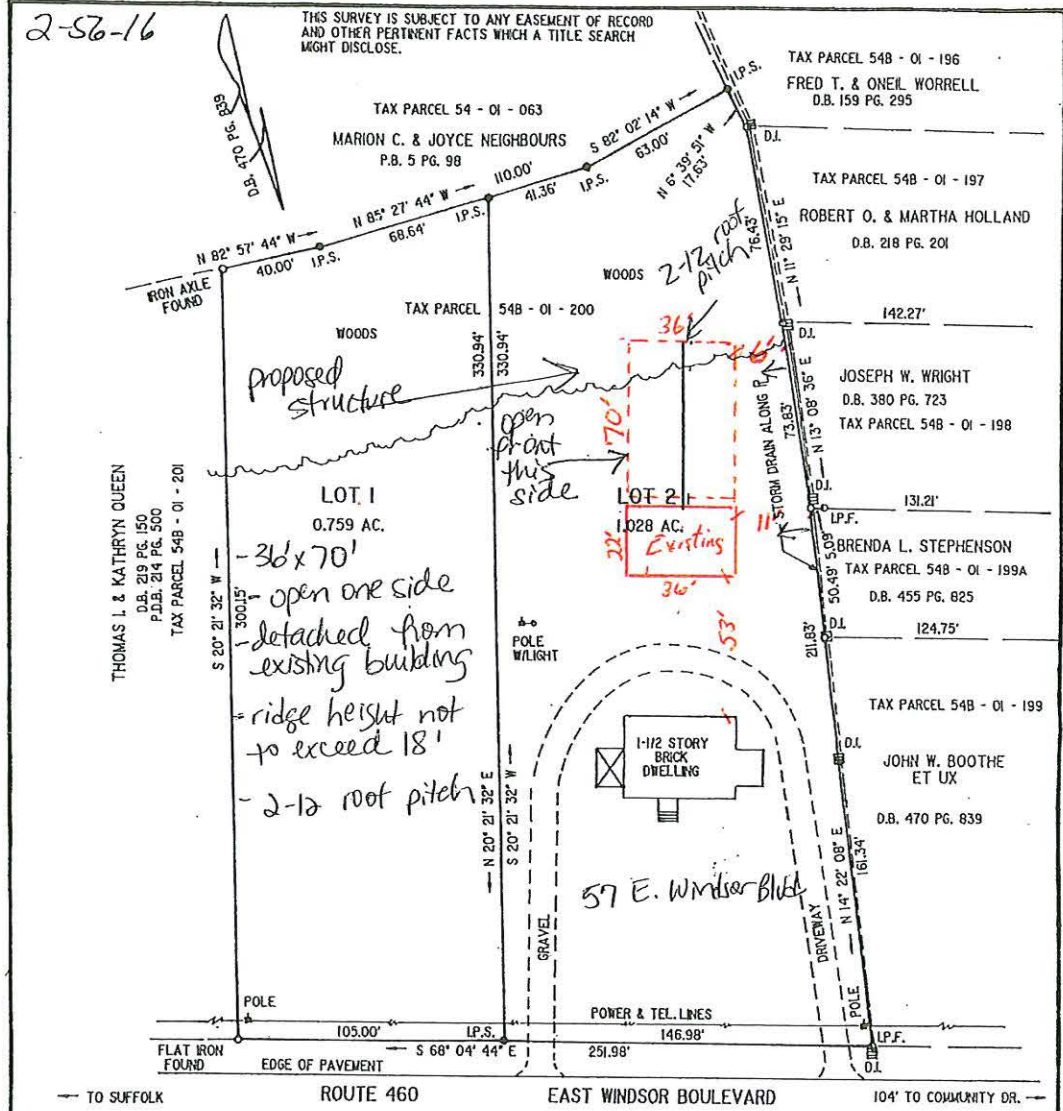 2-56-16
THIS SURVEY IS SUBJECT TO ANY EASEMENT OF RECORD
AND OTHER PERTINENT FACTS WHICH A TITLE SEARCH
MIGHT DISCLOSE.
D.B. 470 PG. 839
TAX PARCEL 54 - 01 - 063
MARION C. & JOYCE NEIGHBOURS
P.B. 5 PG. 98
TAX PARCEL 54B - 01 - 196
FRED T. & ONEIL WORRELL
D.B. 159 PG. 295
I.P.S.
D.I.
S 82° 02' 14" W
63.00'
N 6° 39' 51" W
17.63'
110.00'
41.36'
I.P.S.
N 85° 27' 44" W
68.64'
I.P.S.
N 82° 57' 44" W
40.00'
I.P.S.
IRON AXLE
FOUND
TAX PARCEL 54B - 01 - 197
ROBERT O. & MARTHA HOLLAND
D.B. 218 PG. 201
76.43'
N 11° 29' 15" E
WOODS
2-12 roof
pitch
TAX PARCEL 54B - 01 - 200
WOODS
330.94'
330.94'
36'
6'
D.I.
142.27'
proposed
structure
JOSEPH W. WRIGHT
D.B. 380 PG. 723
TAX PARCEL 54B - 01 - 198
73.83'
N 13° 08' 36" E
STORM DRAIN ALONG PL
70'
open
front
this
side
THOMAS L & KATHRYN QUEEN
D.B. 219 PG. 150
P.D.B. 214 PG. 500
TAX PARCEL 54B - 01 - 201
LOT 1
0.759 AC.
LOT 2
1.028 AC.
Existing
22'
36'
11'
53'
D.I.
131.21'
I.P.F.
BRENDA L. STEPHENSON
TAX PARCEL 54B - 01 - 199A
D.B. 455 PG. 825
5.09'
50.49'
211.83'
D.I.
124.75'
S 20° 21' 32" W
300.15'
- 36'x70'
- open one side
- detached from
existing building
- ridge height not
to exceed 18'
- 2-12 roof pitch
POLE
W/LIGHT
1-1/2 STORY
BRICK
DWELLING
TAX PARCEL 54B - 01 - 199
D.I.
JOHN W. BOOTHE
ET UX
D.B. 470 PG. 839
N 20° 21' 32" E
S 20° 21' 32" W
N 14° 22' 08" E
161.34'
57 E. Windsor Blvd
GRAVEL
DRIVEWAY
POLE
POWER & TEL. LINES
POLE
105.00'
I.P.S.
146.98'
I.P.F.
FLAT IRON
FOUND
S 68° 04' 44" E
251.98'
D.I.
EDGE OF PAVEMENT
TO SUFFOLK
ROUTE 460
EAST WINDSOR BOULEVARD
104' TO COMMUNITY DR.